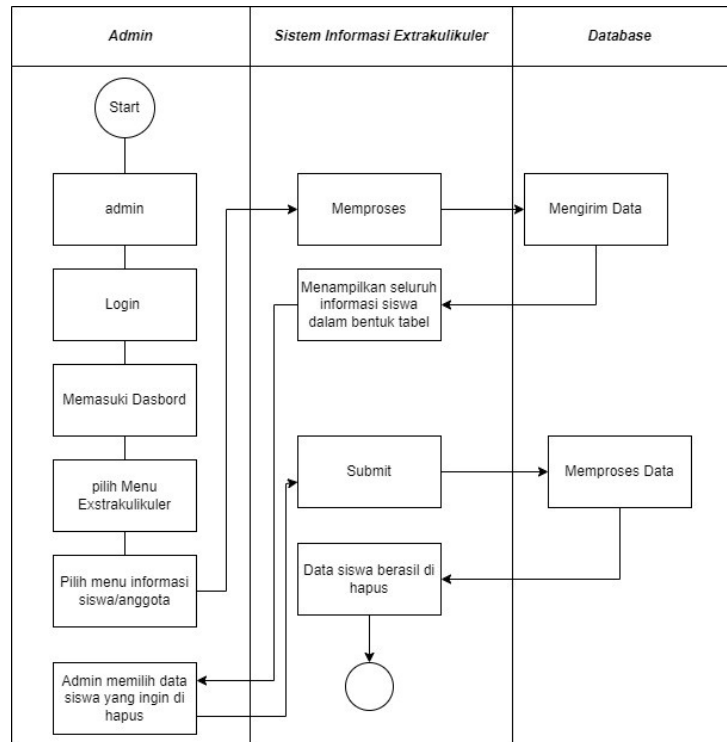 Admin
Sistem Informasi Extrakulikuler
Database
Start
admin
Memproses
Mengirim Data
Login
Menampilkan seluruh
informasi siswa
dalam bentuk tabel
Memasuki Dasbord
Submit
Memproses Data
pilih Menu
Exstrakulikuler
Pilih menu informasi
siswa/anggota
Data siswa berasil di
hapus
Admin memilih data
siswa yang ingin di
hapus